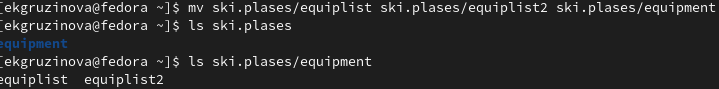 [ekgruzinova@fedora ~]$ mv ski.plases/equiplist ski.plases/equiplist2 ski.plases/equipment
[ekgruzinova@fedora ~]$ ls ski.plases
equipment
[ekgruzinova@fedora ~]$ ls ski.plases/equipment
equiplist  equiplist2